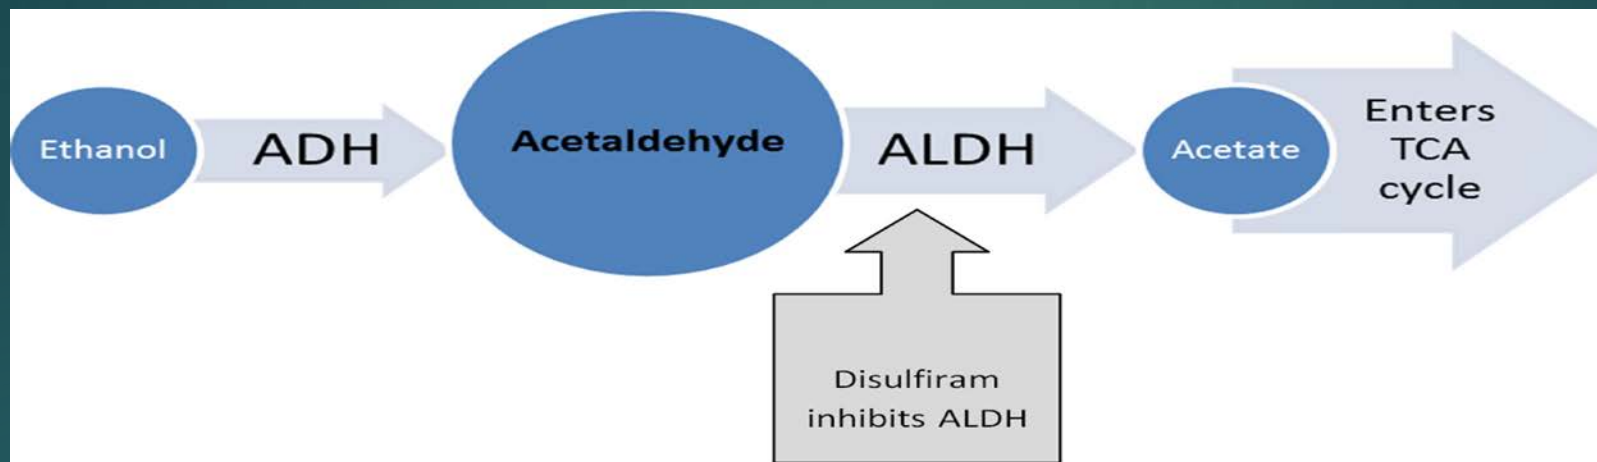 Ethanol
ADH
Acetaldehyde
ALDH
Acetate
Enters
TCA
cycle
Disulfiram
inhibits ALDH